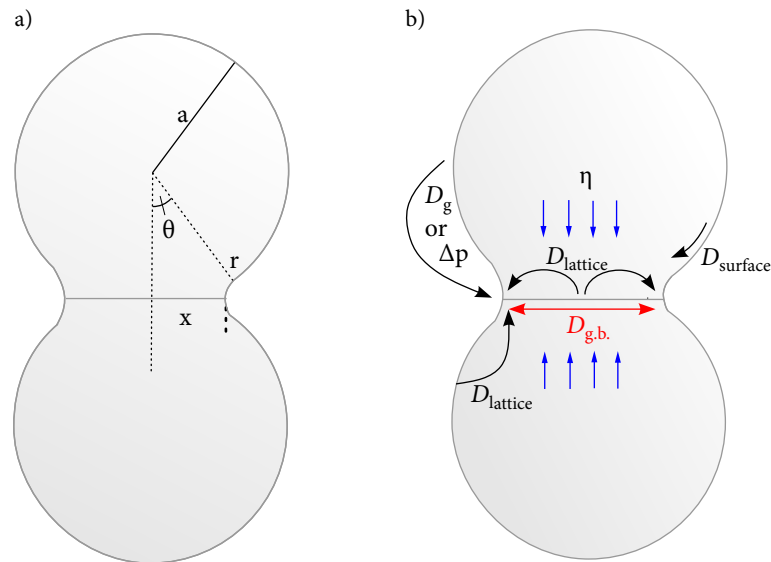 a)
a
θ
r
x
b)
η
D_g
or
Δp
D_lattice
D_surface
D_g.b.
D_lattice